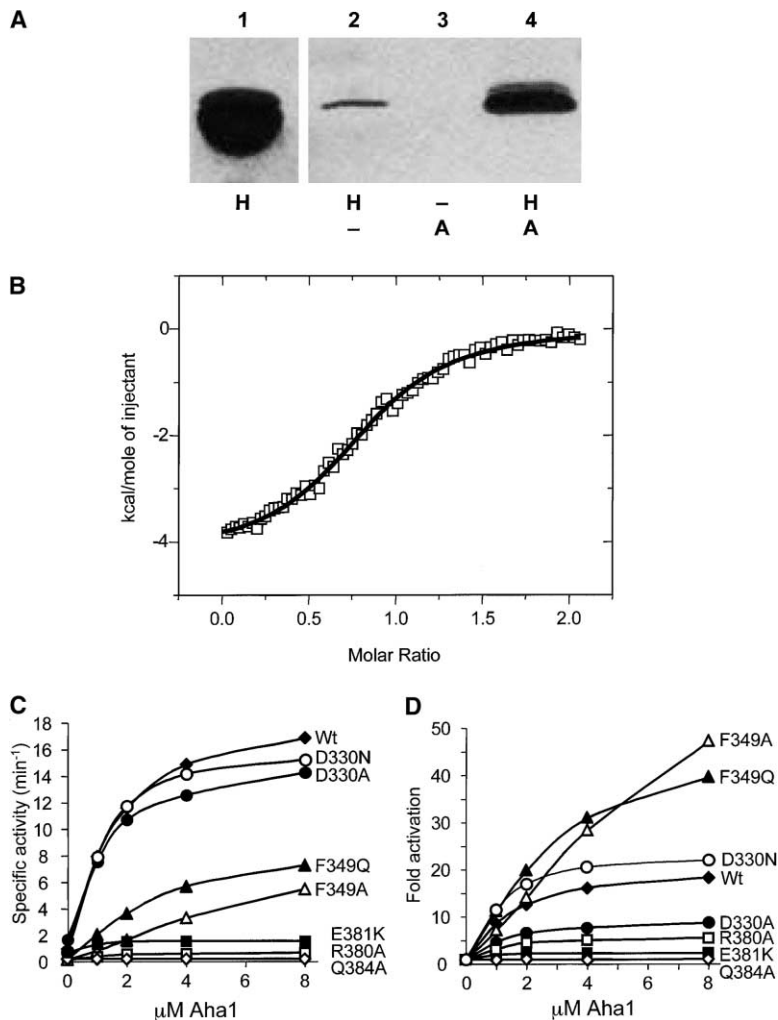 A
1 2 3 4
H H – H
– A A
B
kcal/mole of injectant
0
-2
-4
0.0 0.5 1.0 1.5 2.0
Molar Ratio
C
Specific activity (min⁻¹)
18
16
14
12
10
8
6
4
2
0
0 2 4 6 8
µM Aha1
Wt
D330N
D330A
F349Q
F349A
E381K
R380A
Q384A
D
Fold activation
50
40
30
20
10
0
0 2 4 6 8
µM Aha1
F349A
F349Q
D330N
Wt
D330A
R380A
E381K
Q384A